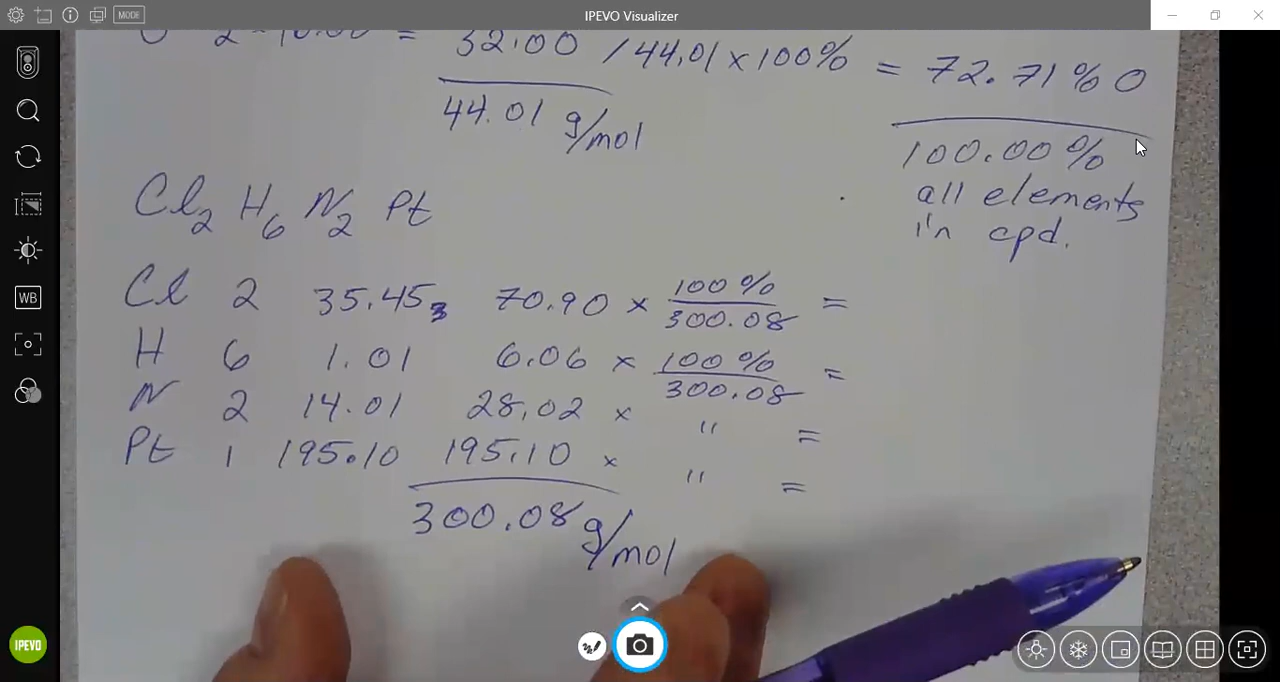 IPEVO Visualizer
MODE
32.00 / 44.01 x 100% = 72.71% O
44.01 g/mol
100.00%
all elements
in cpd.
Cl2 H6 N2 Pt
Cl 2 35.453 70.90 x 100% / 300.08 =
H 6 1.01 6.06 x 100% / 300.08 =
N 2 14.01 28.02 x " =
Pt 1 195.10 195.10 x " =
300.08 g/mol
WB
IPEVO